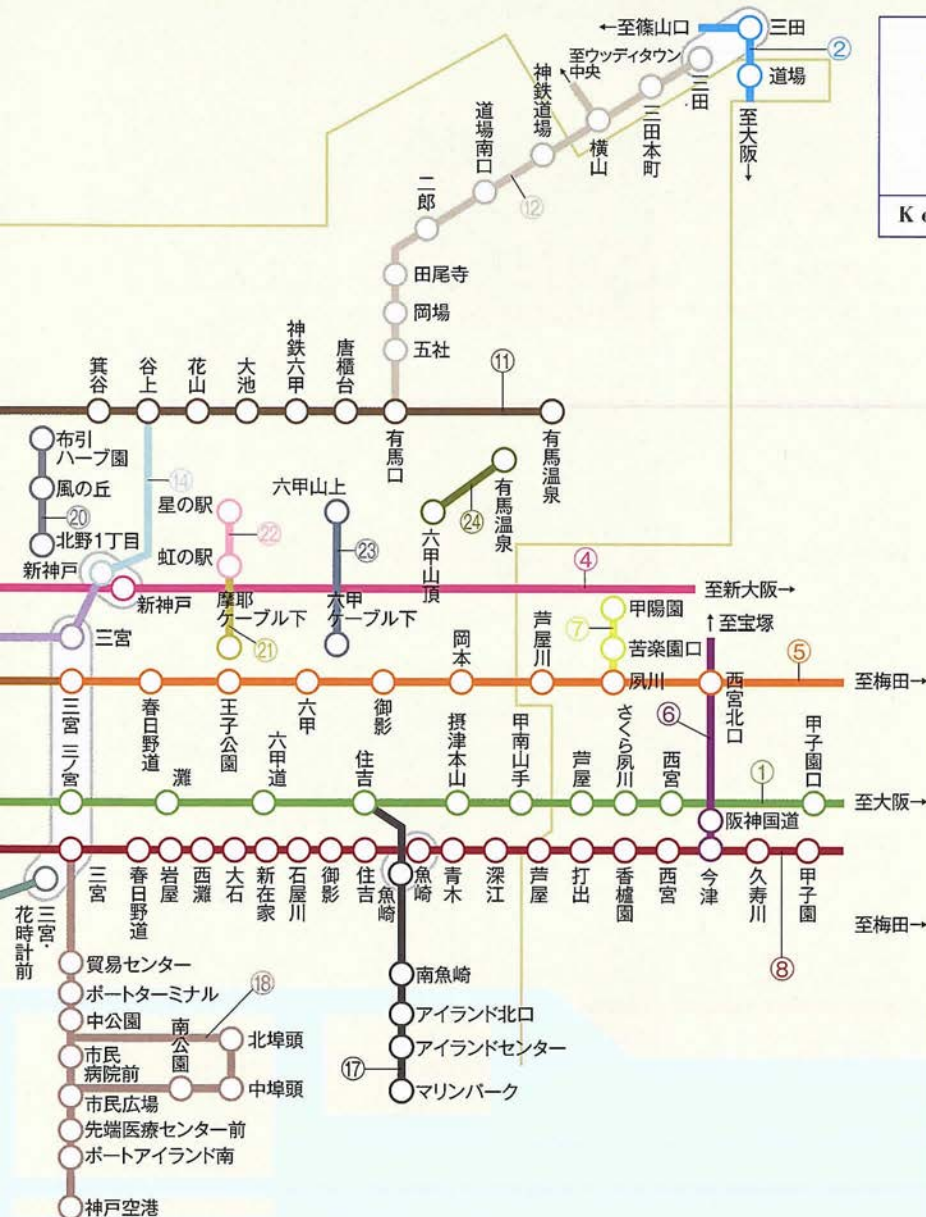 ←至篠山口
三田
②
至ウッディタウン
中央
三田
道場
至大阪→
三田本町
横山
神鉄道場
道場南口
⑫
二郎
田尾寺
岡場
五社
K
箕谷
谷上
花山
大池
神鉄六甲
唐櫃台
有馬口
⑪
有馬温泉
布引
ハーブ園
風の丘
⑳
北野1丁目
⑭
星の駅
㉒
虹の駅
摩耶
ケーブル下
㉑
六甲山上
㉓
六甲
ケーブル下
有馬温泉
㉔
六甲山頂
新神戸
新神戸
④
至新大阪→
三宮
甲陽園
⑦
苦楽園口
夙川
↑至宝塚
三宮
春日野道
王子公園
六甲
御影
岡本
芦屋川
西宮北口
⑤
至梅田→
⑥
三ノ宮
灘
六甲道
住吉
摂津本山
甲南山手
芦屋
さくら夙川
西宮
①
甲子園口
至大阪→
阪神国道
三宮
春日野道
岩屋
西灘
大石
新在家
石屋川
御影
住吉
魚崎
魚崎
青木
深江
芦屋
打出
香櫨園
西宮
今津
久寿川
甲子園
至梅田→
⑧
三宮・
花時計前
貿易センター
ポートターミナル
中公園
⑱
南公園
北埠頭
市民
病院前
中埠頭
市民広場
先端医療センター前
ポートアイランド南
神戸空港
南魚崎
アイランド北口
アイランドセンター
⑰
マリンパーク